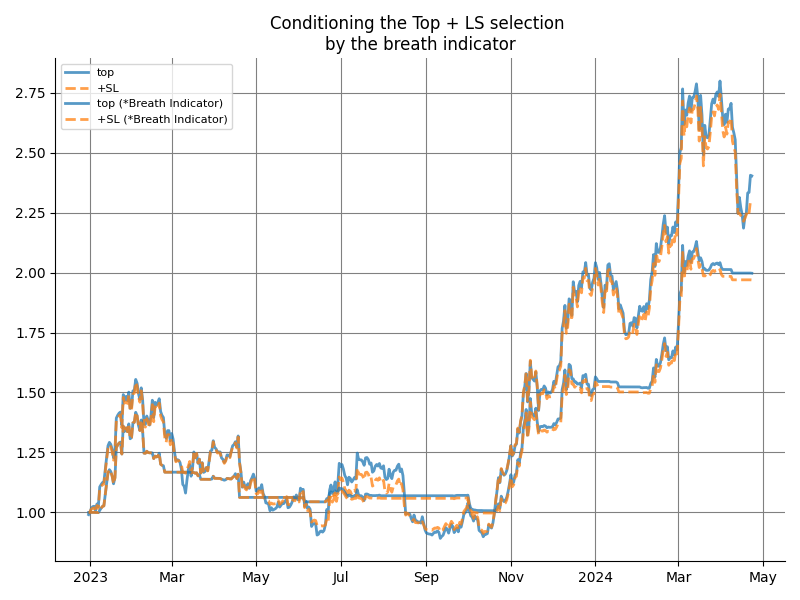 Conditioning the Top + LS selection
by the breath indicator
top
+SL
top (*Breath Indicator)
+SL (*Breath Indicator)
2.75
2.50
2.25
2.00
1.75
1.50
1.25
1.00
2023
Mar
May
Jul
Sep
Nov
2024
Mar
May